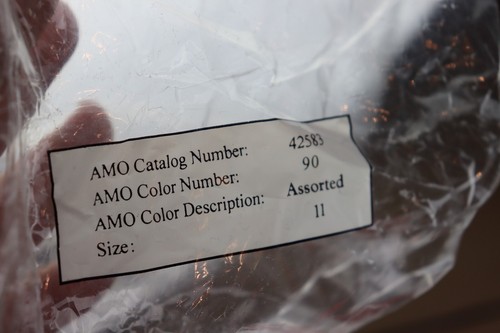 AMO Catalog Number: 42583
AMO Color Number: 90
AMO Color Description: Assorted
Size: 11